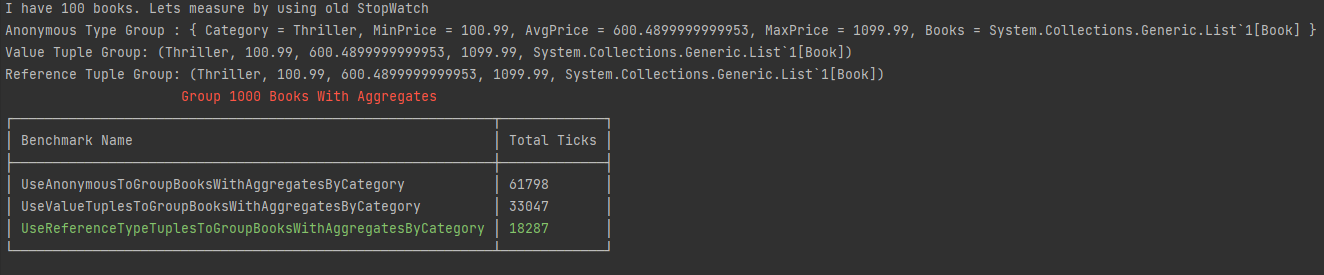 I have 100 books. Lets measure by using old StopWatch
Anonymous Type Group : { Category = Thriller, MinPrice = 100.99, AvgPrice = 600.4899999999953, MaxPrice = 1099.99, Books = System.Collections.Generic.List`1[Book] }
Value Tuple Group: (Thriller, 100.99, 600.4899999999953, 1099.99, System.Collections.Generic.List`1[Book])
Reference Tuple Group: (Thriller, 100.99, 600.4899999999953, 1099.99, System.Collections.Generic.List`1[Book])
Group 1000 Books With Aggregates
Benchmark Name Total Ticks
UseAnonymousToGroupBooksWithAggregatesByCategory 61798
UseValueTuplesToGroupBooksWithAggregatesByCategory 33047
UseReferenceTypeTuplesToGroupBooksWithAggregatesByCategory 18287